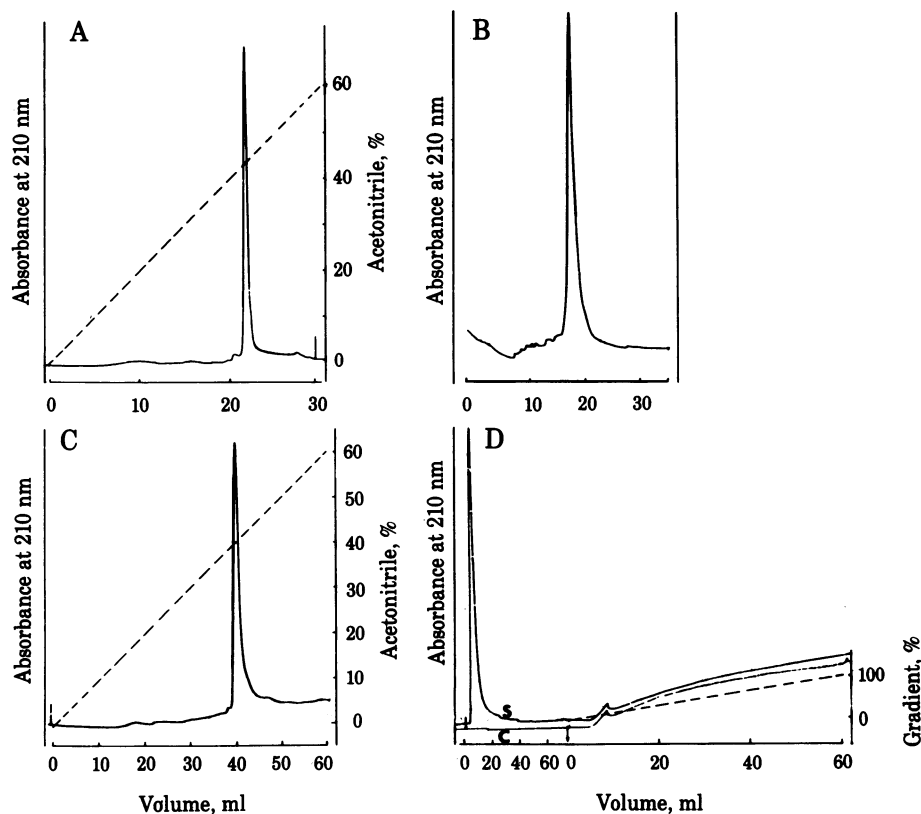 A
Absorbance at 210 nm
60
40
20
0
Acetonitrile, %
0 10 20 30
B
Absorbance at 210 nm
0 10 20 30
C
Absorbance at 210 nm
60
50
40
30
20
10
0
Acetonitrile, %
0 10 20 30 40 50 60
Volume, ml
D
Absorbance at 210 nm
S
C
100
0
Gradient, %
0 20 40 60 0 20 40 60
Volume, ml